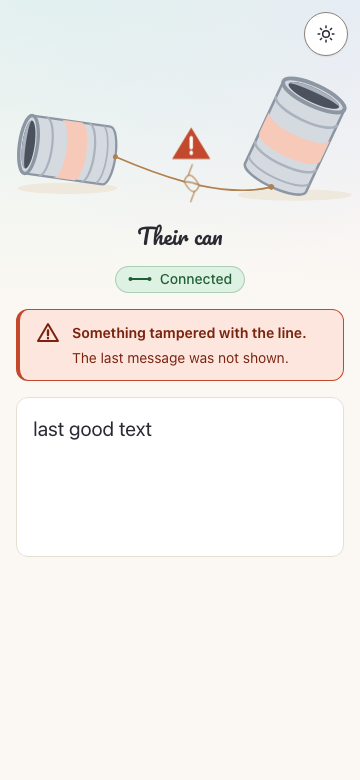 Their can
Connected
Something tampered with the line.
The last message was not shown.
last good text